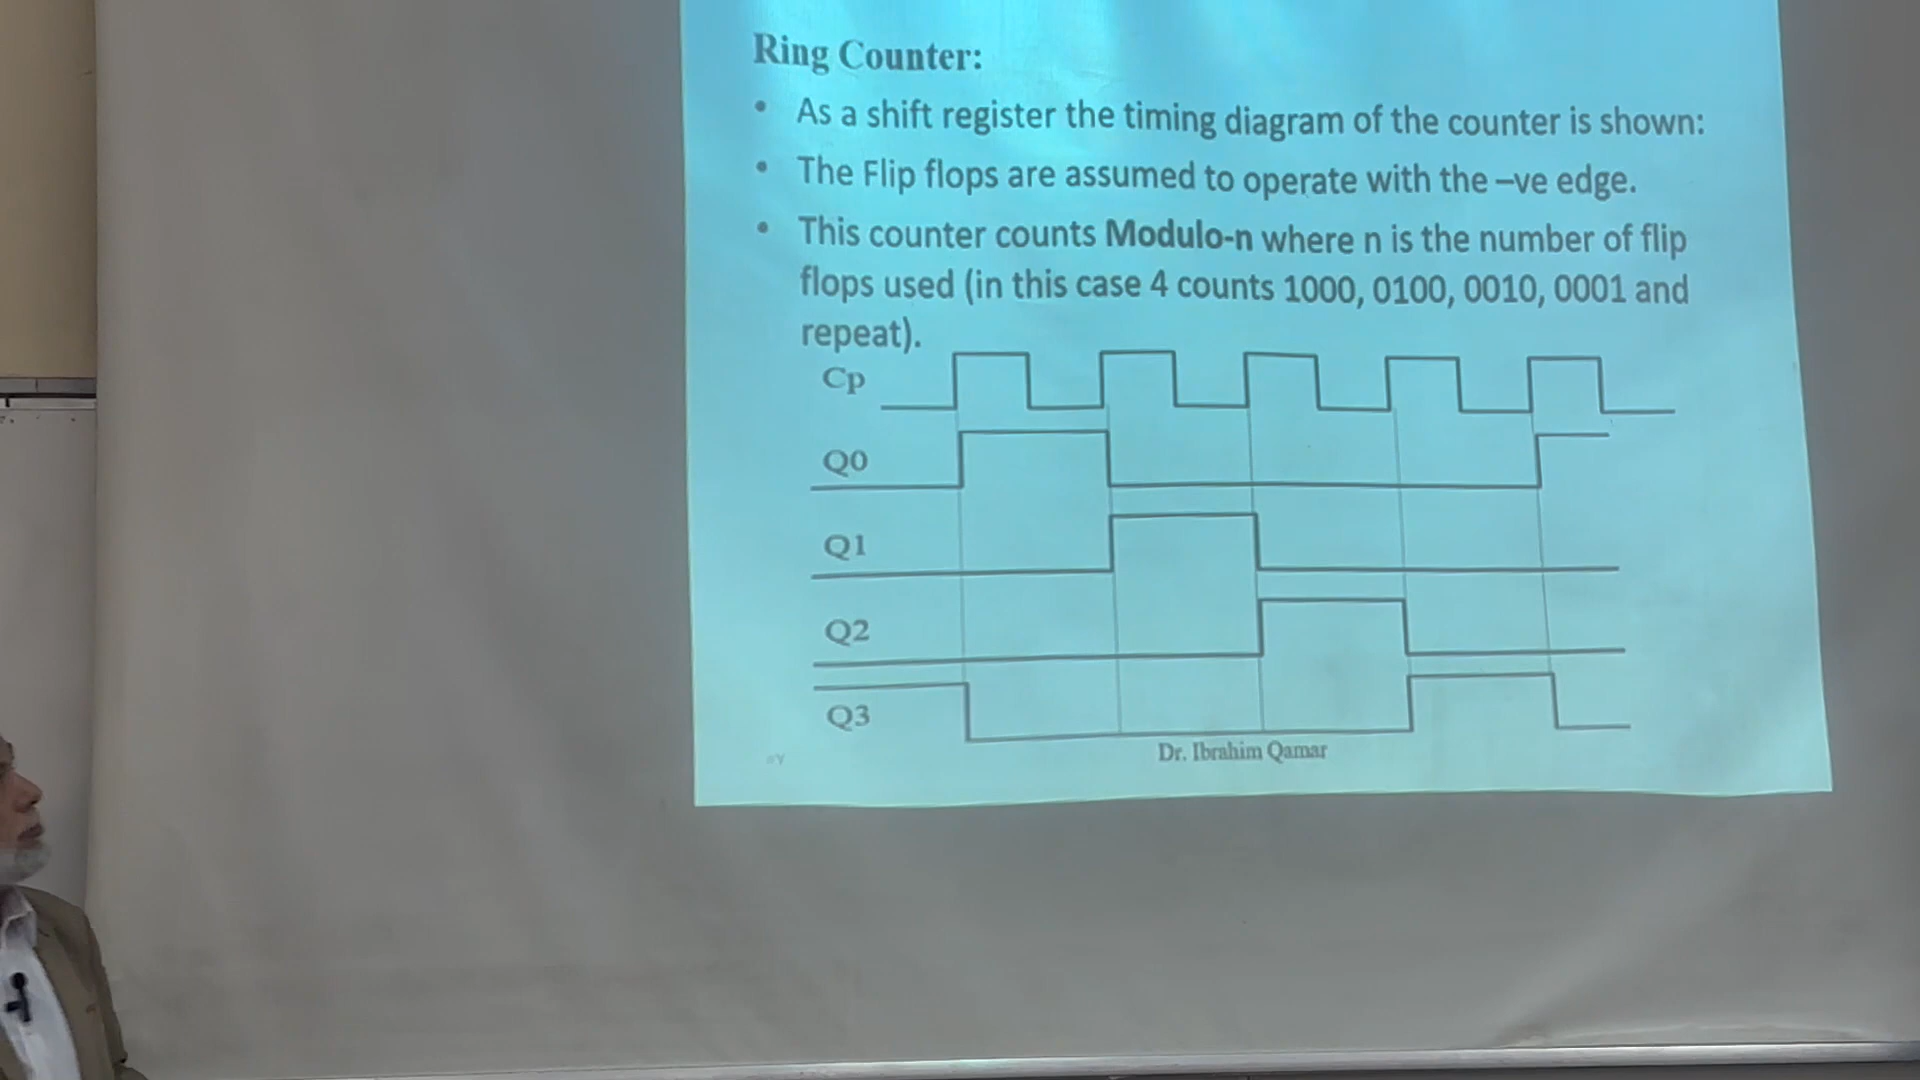 Ring Counter:
• As a shift register the timing diagram of the counter is shown:
• The Flip flops are assumed to operate with the –ve edge.
• This counter counts Modulo-n where n is the number of flip
flops used (in this case 4 counts 1000, 0100, 0010, 0001 and
repeat).
Cp
Q0
Q1
Q2
Q3
Dr. Ibrahim Qamar